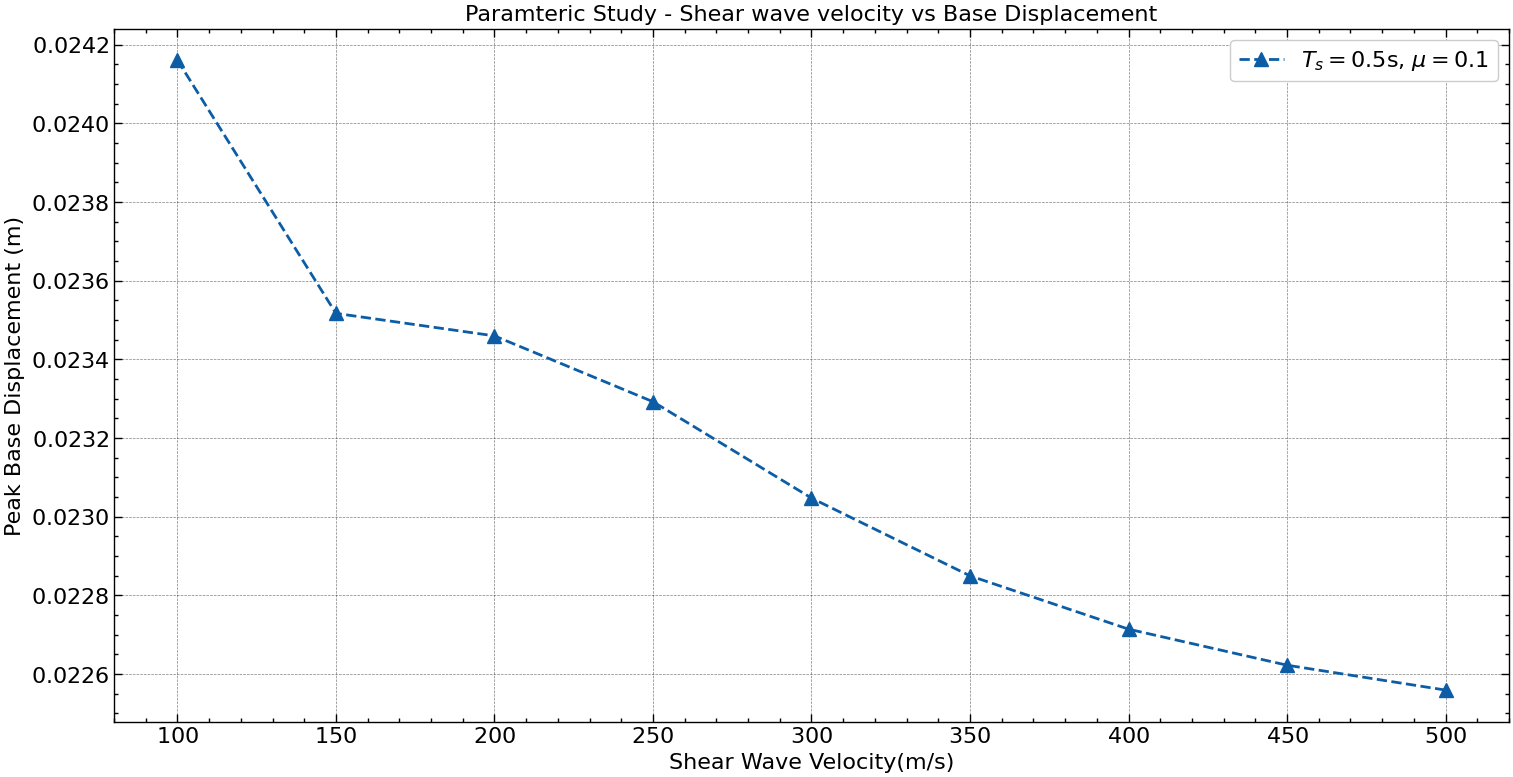 Paramteric Study - Shear wave velocity vs Base Displacement
T_s = 0.5s, μ = 0.1
Peak Base Displacement (m)
0.0242
0.0240
0.0238
0.0236
0.0234
0.0232
0.0230
0.0228
0.0226
100 150 200 250 300 350 400 450 500
Shear Wave Velocity(m/s)